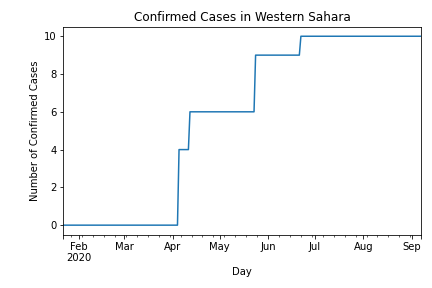 Confirmed Cases in Western Sahara
Number of Confirmed Cases
10
8
6
4
2
0
Feb Mar Apr May Jun Jul Aug Sep
2020
Day